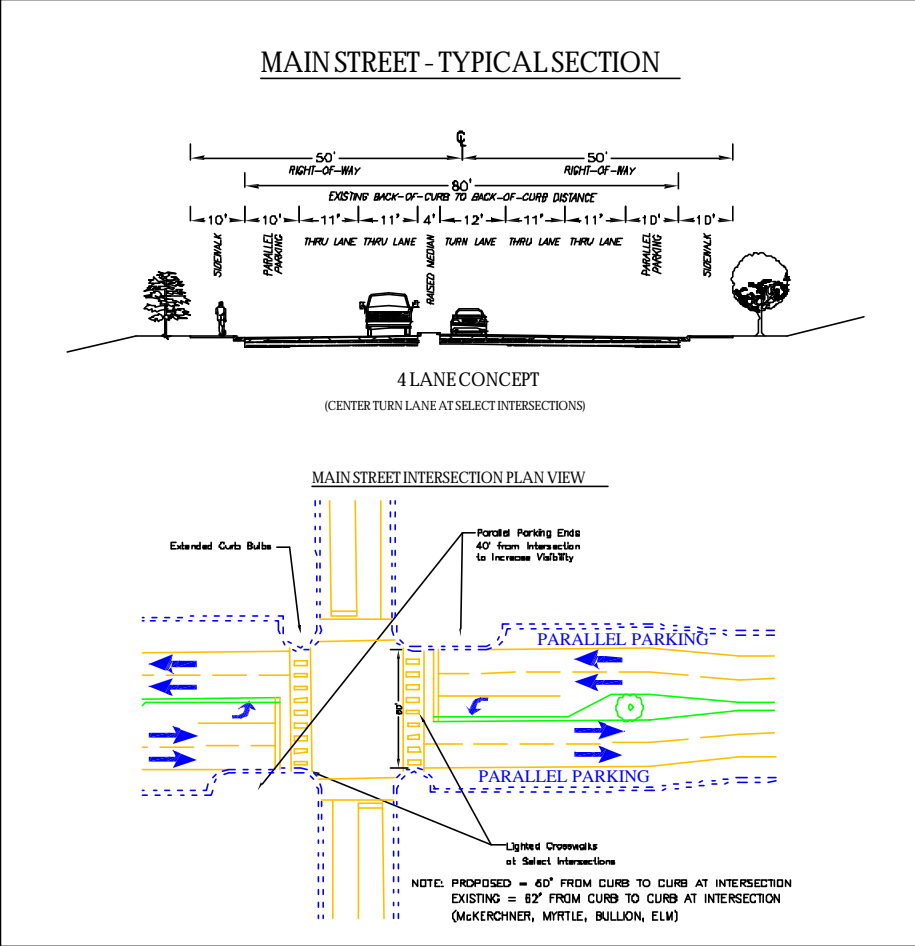 MAIN STREET - TYPICAL SECTION
℄
50' 50'
RIGHT-OF-WAY RIGHT-OF-WAY
80'
EXISTING BACK-OF-CURB TO BACK-OF-CURB DISTANCE
10' 10' 11' 11' 4' 12' 11' 11' 10' 10'
SIDEWALK
PARALLEL
PARKING
THRU LANE THRU LANE
RAISED MEDIAN
TURN LANE THRU LANE THRU LANE
PARALLEL
PARKING
SIDEWALK
4 LANE CONCEPT
(CENTER TURN LANE AT SELECT INTERSECTIONS)
MAIN STREET INTERSECTION PLAN VIEW
Extended Curb Bulbs
Parallel Parking Ends
40' from Intersection
to Increase Visibility
PARALLEL PARKING
60'
PARALLEL PARKING
Lighted Crosswalks
at Select Intersections
NOTE: PROPOSED = 60' FROM CURB TO CURB AT INTERSECTION
EXISTING = 82' FROM CURB TO CURB AT INTERSECTION
(McKERCHNER, MYRTLE, BULLION, ELM)